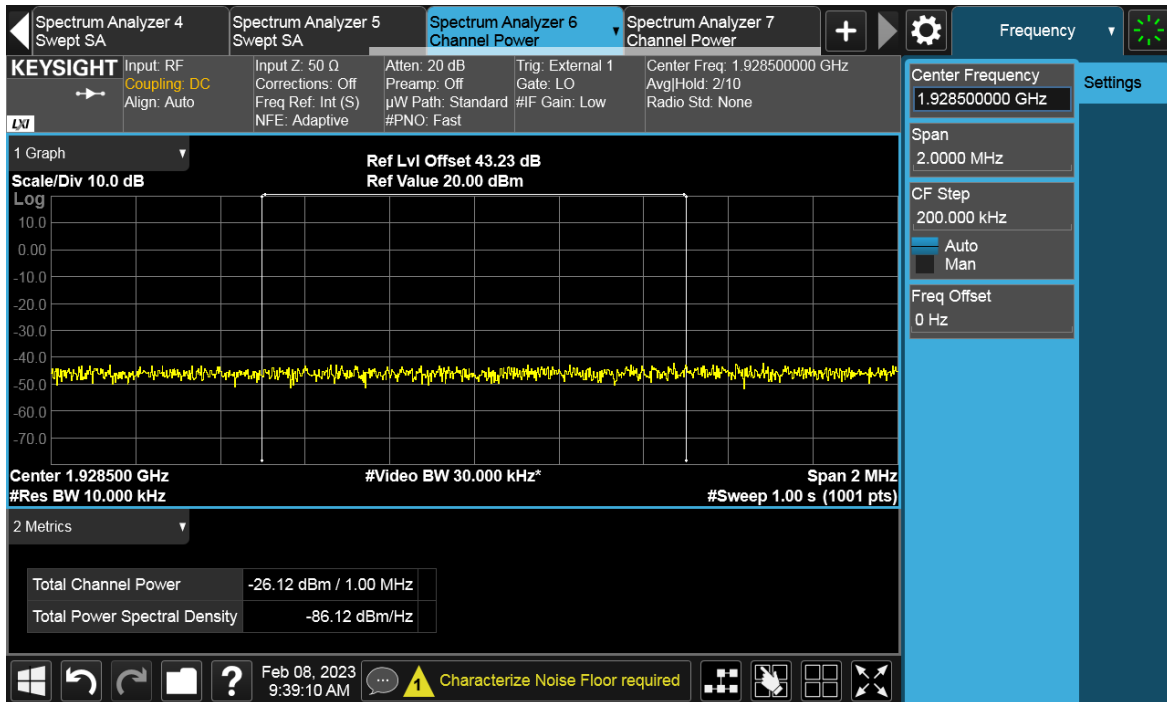 Spectrum Analyzer 4
Swept SA
Spectrum Analyzer 5
Swept SA
Spectrum Analyzer 6
Channel Power
Spectrum Analyzer 7
Channel Power
+
Frequency
KEYSIGHT
LXI
Input: RF
Coupling: DC
Align: Auto
Input Z: 50 Ω
Corrections: Off
Freq Ref: Int (S)
NFE: Adaptive
Atten: 20 dB
Preamp: Off
µW Path: Standard
#PNO: Fast
Trig: External 1
Gate: LO
#IF Gain: Low
Center Freq: 1.928500000 GHz
Avg|Hold: 2/10
Radio Std: None
Center Frequency
1.928500000 GHz
Settings
Span
2.0000 MHz
CF Step
200.000 kHz
Auto
Man
Freq Offset
0 Hz
1 Graph
Scale/Div 10.0 dB
Ref Lvl Offset 43.23 dB
Ref Value 20.00 dBm
Log
10.0
0.00
-10.0
-20.0
-30.0
-40.0
-50.0
-60.0
-70.0
Center 1.928500 GHz
#Video BW 30.000 kHz*
Span 2 MHz
#Res BW 10.000 kHz
#Sweep 1.00 s (1001 pts)
2 Metrics
Total Channel Power -26.12 dBm / 1.00 MHz
Total Power Spectral Density -86.12 dBm/Hz
?
Feb 08, 2023
9:39:10 AM
1
Characterize Noise Floor required